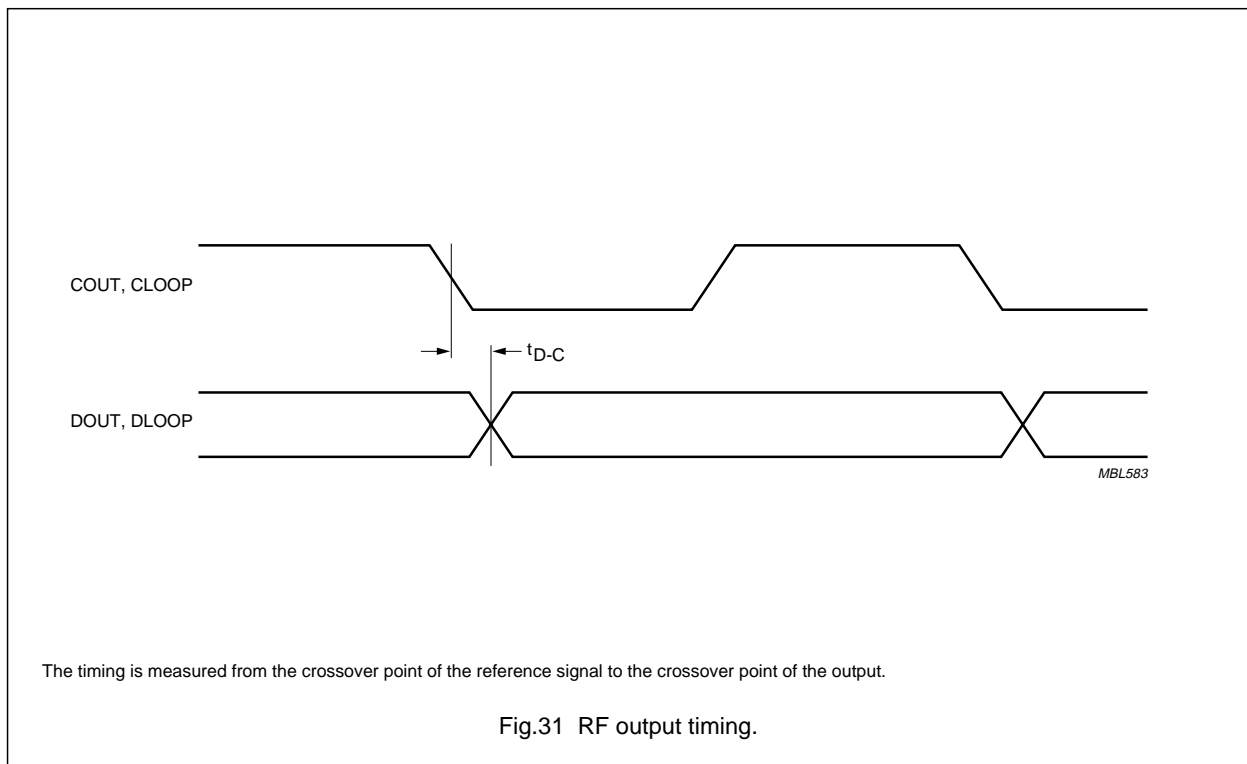 COUT, CLOOP
tD-C
DOUT, DLOOP
MBL583
The timing is measured from the crossover point of the reference signal to the crossover point of the output.
Fig.31 RF output timing.